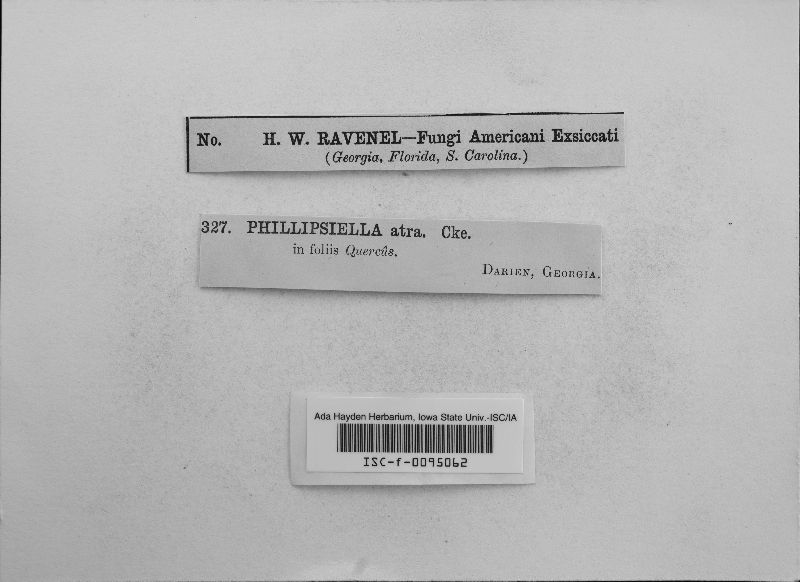 No. H. W. RAVENEL—Fungi Americani Exsiccati
(Georgia, Florida, S. Carolina.)
327. PHILLIPSIELLA atra. Cke.
in foliis Quercûs.
DARIEN, GEORGIA.
Ada Hayden Herbarium, Iowa State Univ.-ISC/IA
ISC-f-0095062